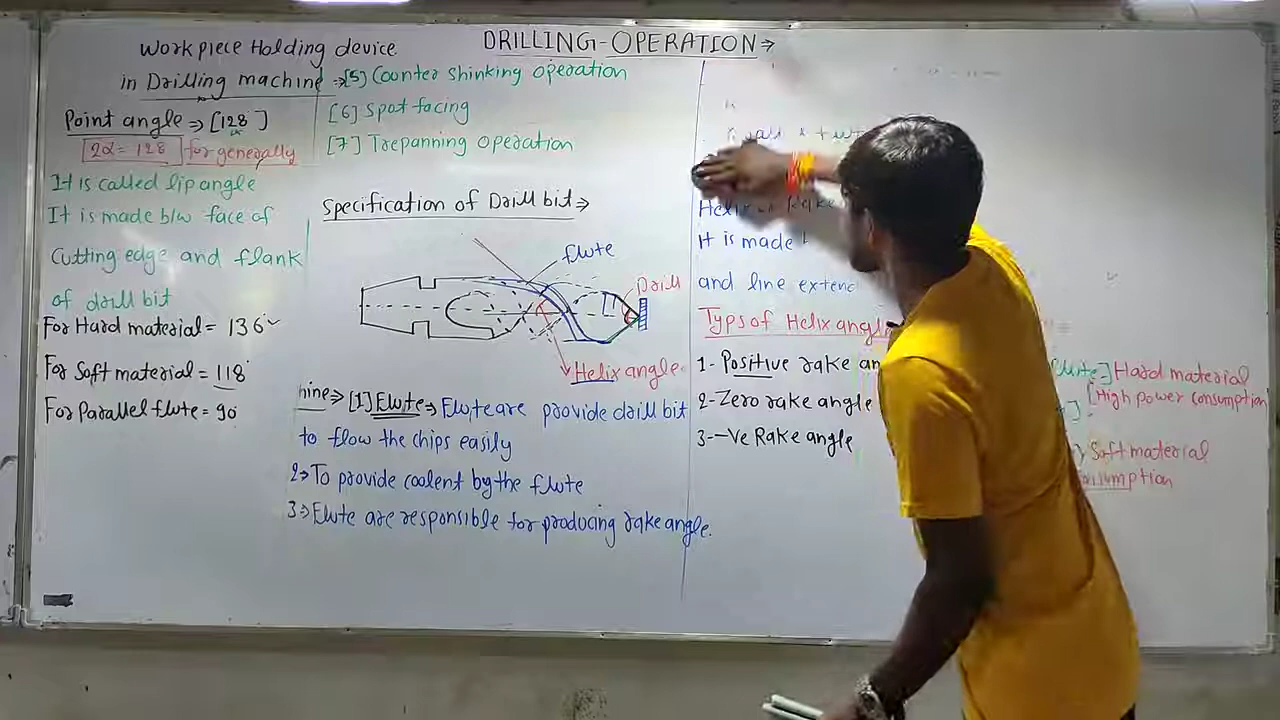 DRILLING-OPERATION⇒
Workpiece Holding device
in Drilling machine ⇒
[5] Counter shinking operation
[6] Spot facing
[7] Trepanning operation
Point angle ⇒ [128°]
2α = 128° for generally
It is called lip angle
It is made b/w face of
cutting edge and flank
of drill bit
For Hard material = 136°
For Soft material = 118°
For Parallel flute = 90°
Specification of Drill bit ⇒
flute
Drill
Helix angle
hine ⇒ [1] Flute ⇒ Flute are provide drill bit
to flow the chips easily
2⇒ To provide coolent by the flute
3⇒ Flute are responsible for producing rake angle.
Rake
It is made
and line extend
Typs of Helix angle
1- Positive rake an
2- Zero rake angle
3- -Ve Rake angle
flute] Hard material
[High power consumption
Soft material